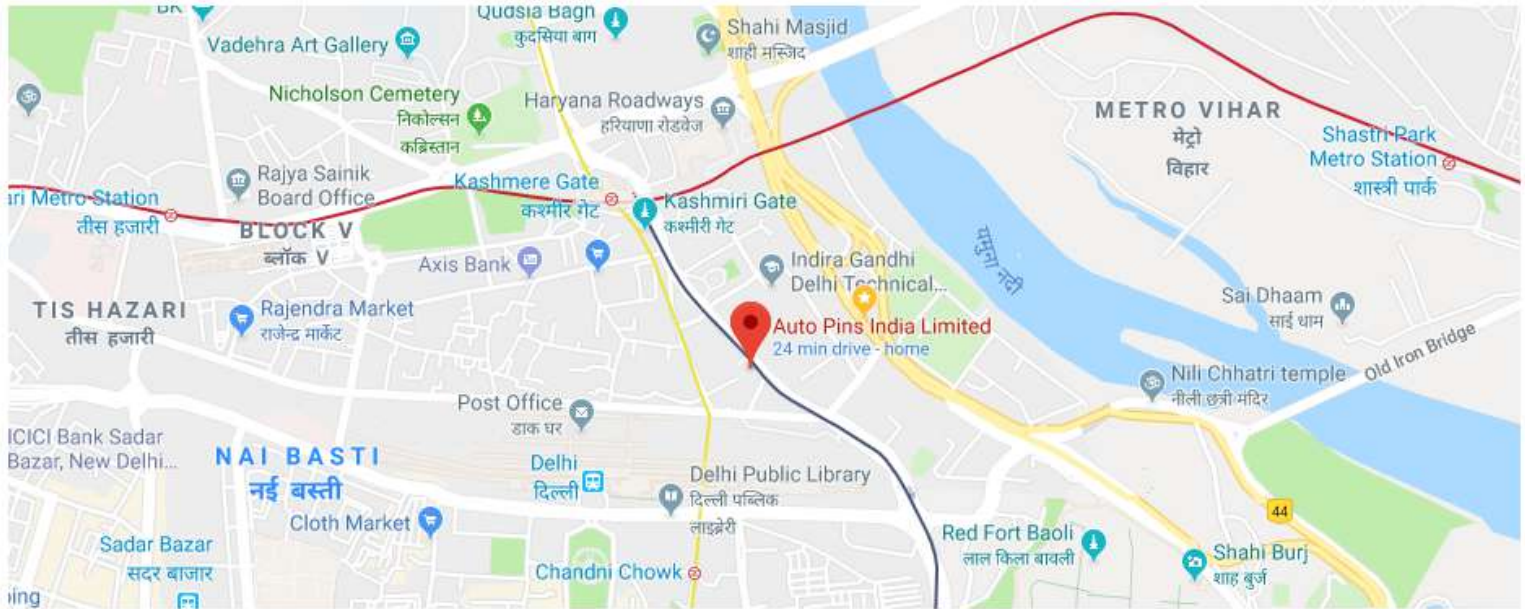 BK
Qudsia Bagh
कुदसिया बाग
Shahi Masjid
शाही मस्जिद
Vadehra Art Gallery
Nicholson Cemetery
निकोल्सन
कब्रिस्तान
Haryana Roadways
हरियाणा रोडवेज
METRO VIHAR
मेट्रो
विहार
Shastri Park
Metro Station
शास्त्री पार्क
Rajya Sainik
Board Office
Kashmere Gate
कश्मीर गेट
Kashmiri Gate
कश्मीरी गेट
ari Metro Station
तीस हजारी
BLOCK V
ब्लॉक V
Axis Bank
Indira Gandhi
Delhi Technical...
यमुना नदी
Sai Dhaam
साई धाम
TIS HAZARI
तीस हजारी
Rajendra Market
राजेन्द्र मार्केट
Auto Pins India Limited
24 min drive - home
Old Iron Bridge
Nili Chhatri temple
नीली छत्री मंदिर
Post Office
डाक घर
ICICI Bank Sadar
Bazar, New Delhi...
NAI BASTI
नई बस्ती
Delhi
दिल्ली
Delhi Public Library
दिल्ली पब्लिक
लाइब्रेरी
Cloth Market
44
Red Fort Baoli
लाल किला बावली
Shahi Burj
शाह बुर्ज
Sadar Bazar
सदर बाजार
Chandni Chowk
ping